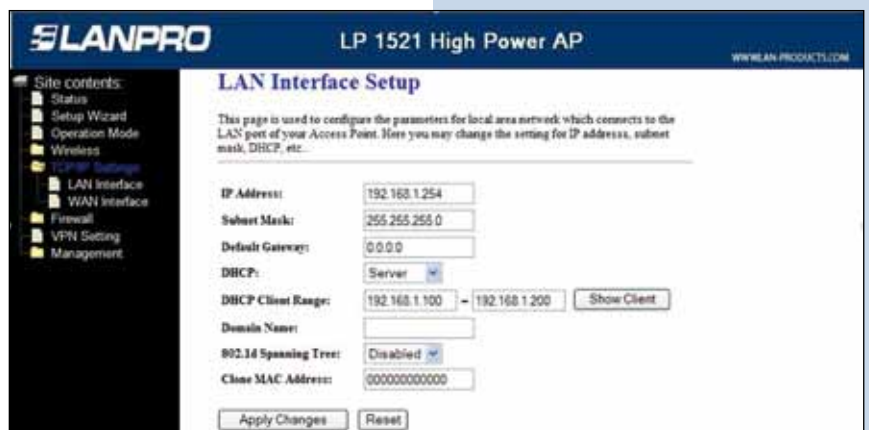 LANPRO
LP 1521 High Power AP
WWW.LAN-PRODUCTS.COM
Site contents:
Status
Setup Wizard
Operation Mode
Wireless
TCP/IP Settings
LAN Interface
WAN Interface
Firewall
VPN Setting
Management
LAN Interface Setup
This page is used to configure the parameters for local area network which connects to the
LAN port of your Access Point. Here you may change the setting for IP addresss, subnet
mask, DHCP, etc..
IP Address: 192.168.1.254
Subnet Mask: 255.255.255.0
Default Gateway: 0.0.0.0
DHCP: Server
DHCP Client Range: 192.168.1.100 - 192.168.1.200 Show Client
Domain Name:
802.1d Spanning Tree: Disabled
Clone MAC Address: 000000000000
Apply Changes Reset